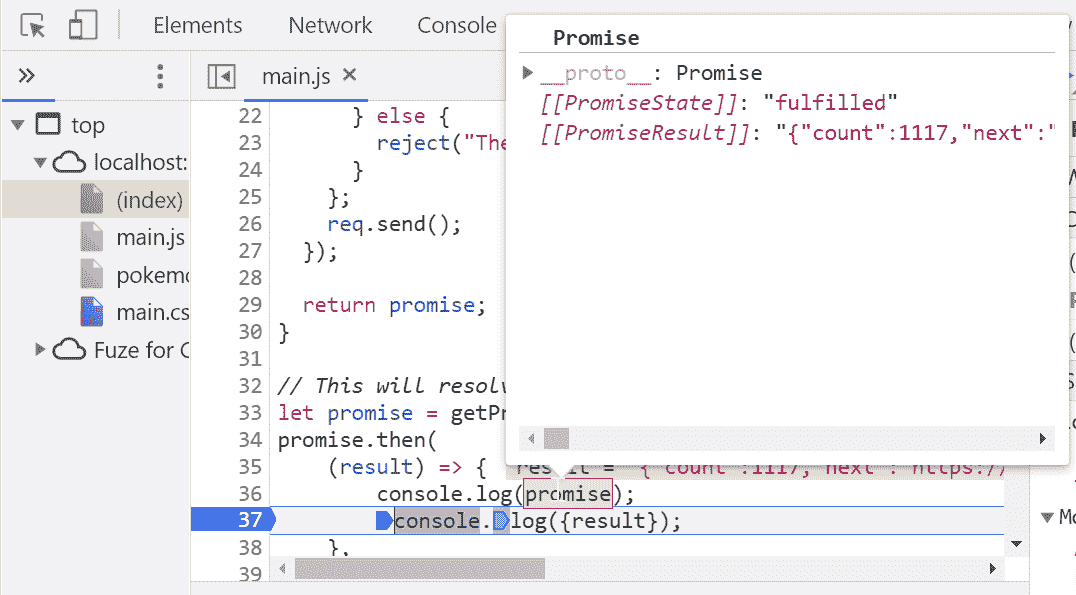 Elements Network Console
Promise
__proto__: Promise
[[PromiseState]]: "fulfilled"
[[PromiseResult]]: "{"count":1117,"next":"
top
localhost:
(index)
main.js
main.cs
Fuze for
main.js ×
22 } else {
23 reject("The
24 }
25 };
26 req.send();
27 });
28
29 return promise;
30 }
31
32 // This will resolv
33 let promise = getPr
34 promise.then(
35 (result) => { result = "{"count":1117,"next":"https://
36 console.log(promise);
37 console.log({result});
38 },
39